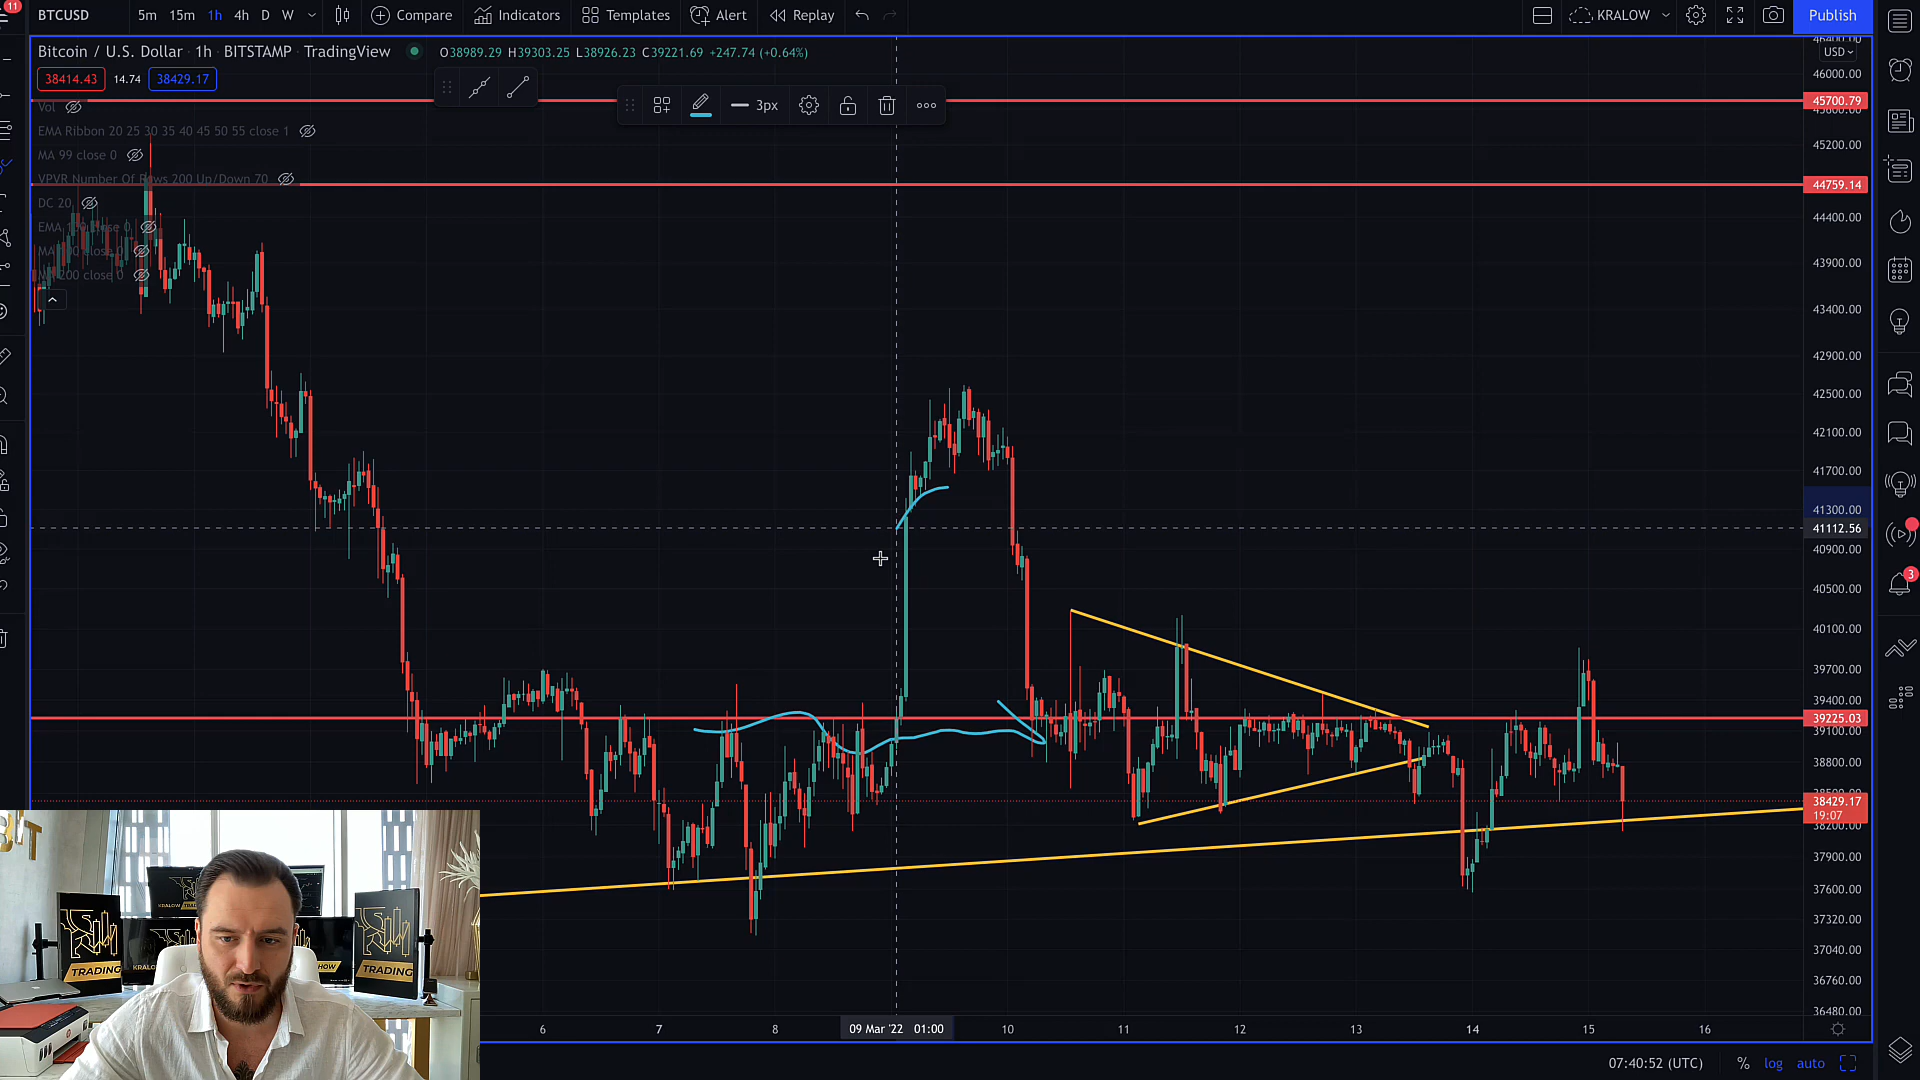 11
BTCUSD 5m 15m 1h 4h D W Compare Indicators Templates Alert Replay KRALOW Publish
Bitcoin / U.S. Dollar · 1h · BITSTAMP · TradingView O38989.29 H39303.25 L38926.23 C39221.69 +247.74 (+0.64%)
38414.43 14.74 38429.17
3px
Vol
EMA Ribbon 20 25 30 35 40 45 50 55 close 1
MA 99 close 0
VPVR Number Of Rows 200 Up/Down 70
DC 20
USD
46000.00
45700.79
45200.00
44759.14
44400.00
43900.00
43400.00
42900.00
42500.00
42100.00
41700.00
41300.00
41112.56
40900.00
40500.00
40100.00
39700.00
39400.00
39225.03
39100.00
38800.00
38429.17
19:07
38200.00
37900.00
37600.00
37320.00
37040.00
36760.00
36480.00
3
TRADING
TRADING
6 7 8 09 Mar '22 01:00 10 11 12 13 14 15 16
07:40:52 (UTC) % log auto